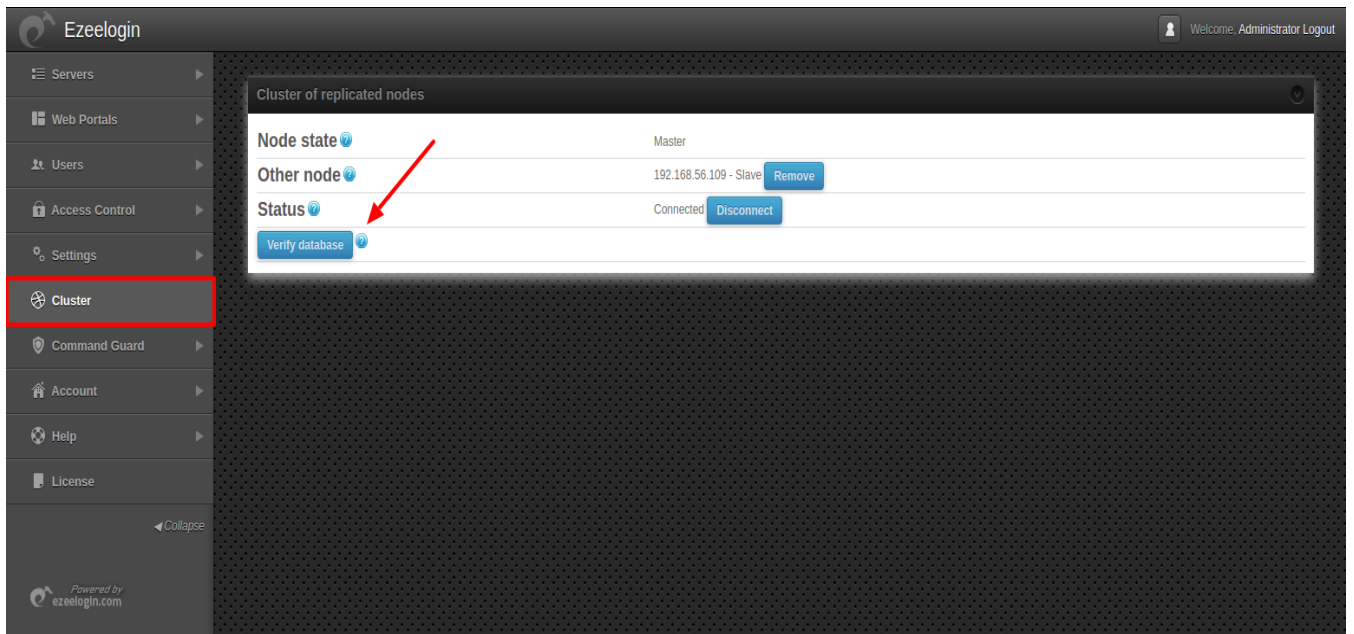 Ezeelogin
Welcome, Administrator Logout
Servers
Web Portals
Users
Access Control
Settings
Cluster
Command Guard
Account
Help
License
Collapse
Powered by
ezeelogin.com
Cluster of replicated nodes
Node state ?
Master
Other node ?
192.168.56.109 - Slave Remove
Status ?
Connected Disconnect
Verify database ?